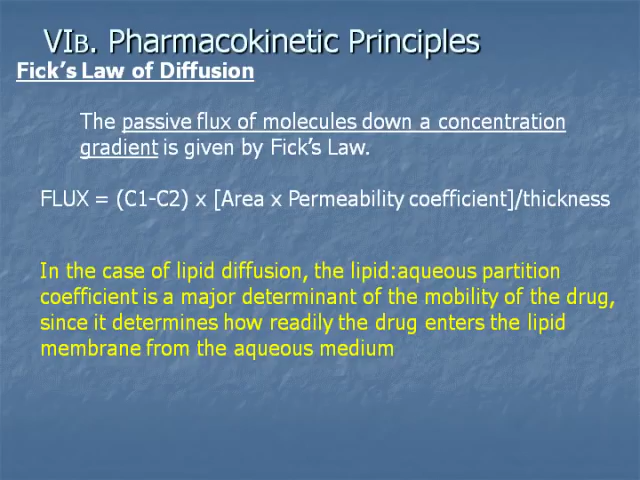 VIB. Pharmacokinetic Principles
Fick's Law of Diffusion
The passive flux of molecules down a concentration
gradient is given by Fick's Law.
FLUX = (C1-C2) x [Area x Permeability coefficient]/thickness
In the case of lipid diffusion, the lipid:aqueous partition
coefficient is a major determinant of the mobility of the drug,
since it determines how readily the drug enters the lipid
membrane from the aqueous medium